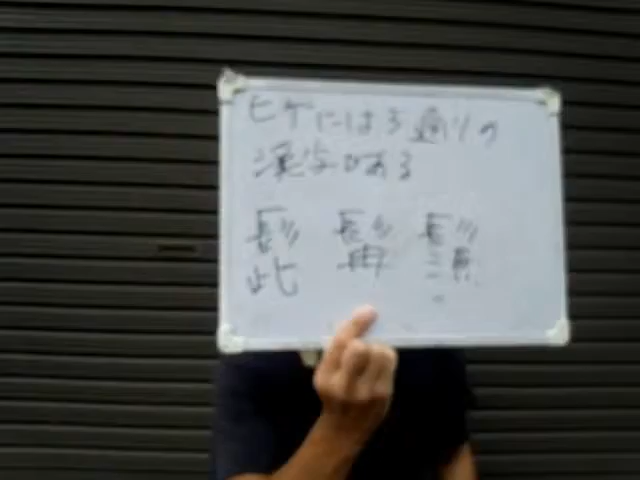 ヒゲには3通りの
漢字がある
髭 髯 鬚